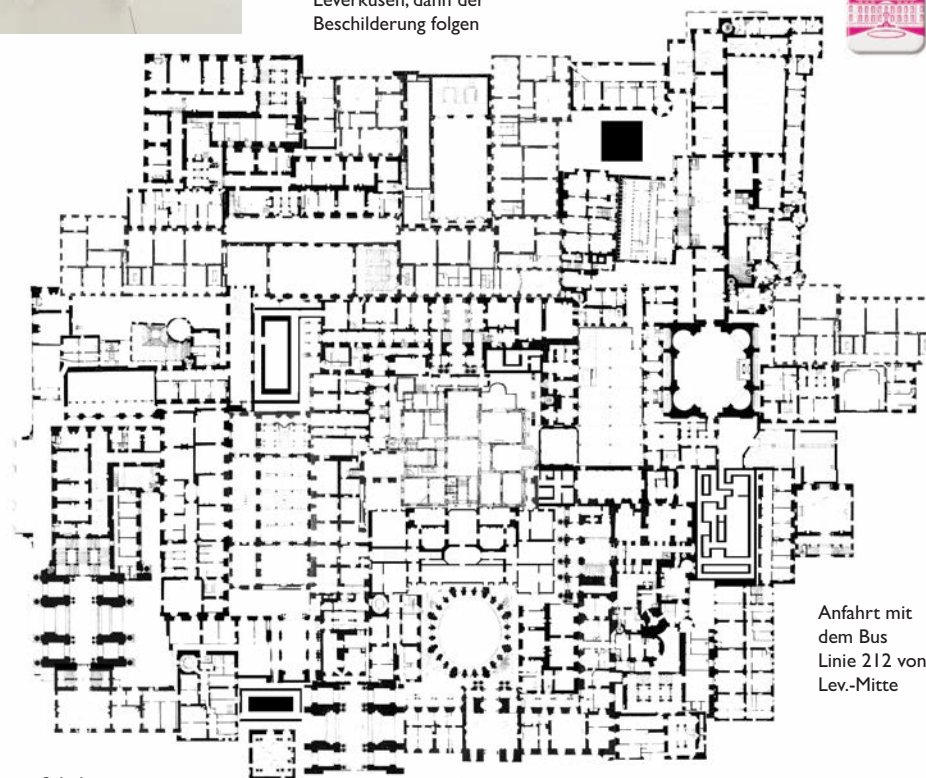 Leverkusen, dann der
Beschilderung folgen
Anfahrt mit
dem Bus
Linie 212 von
Lev.-Mitte